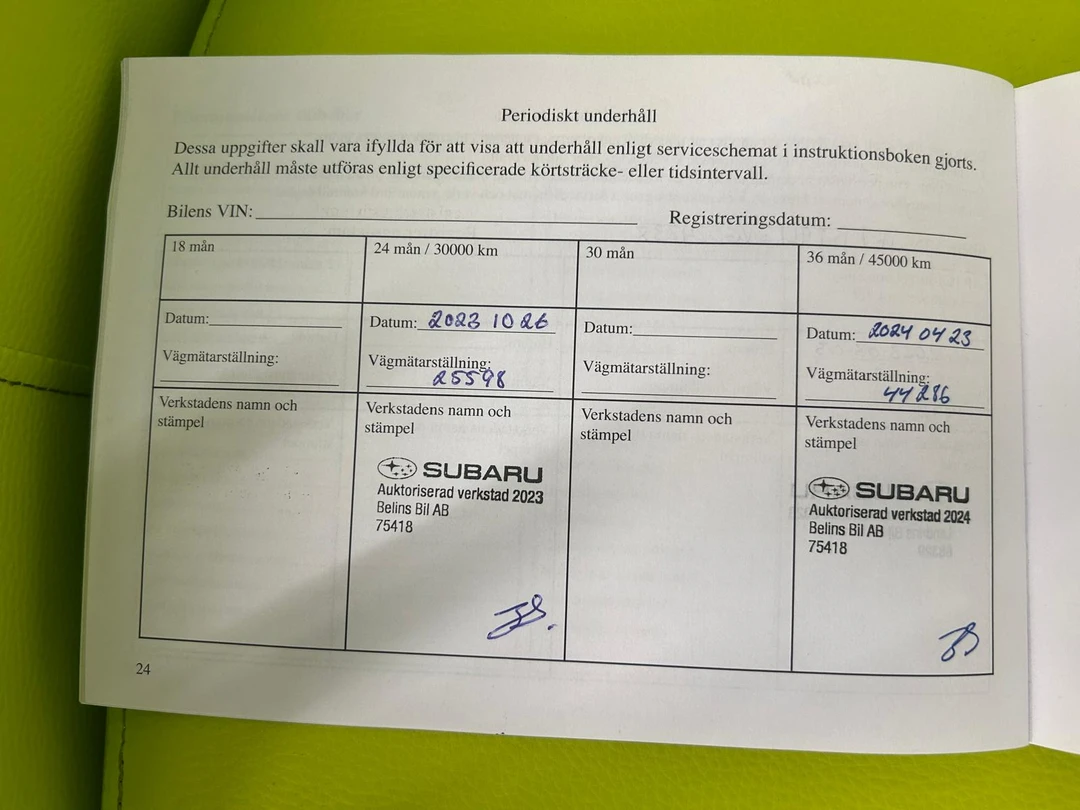 Periodiskt underhåll
Dessa uppgifter skall vara ifyllda för att visa att underhåll enligt serviceschemat i instruktionsboken gjorts.
Allt underhåll måste utföras enligt specificerade körtsträcke- eller tidsintervall.
Bilens VIN:
Registreringsdatum:
18 mån
Datum:
Vägmätarställning:
Verkstadens namn och
stämpel
24 mån / 30000 km
Datum: 2023 10 26
Vägmätarställning:
25598
Verkstadens namn och
stämpel
SUBARU
Auktoriserad verkstad 2023
Belins Bil AB
75418
30 mån
Datum:
Vägmätarställning:
Verkstadens namn och
stämpel
36 mån / 45000 km
Datum: 2024 04 23
Vägmätarställning:
44286
Verkstadens namn och
stämpel
SUBARU
Auktoriserad verkstad 2024
Belins Bil AB
75418
24